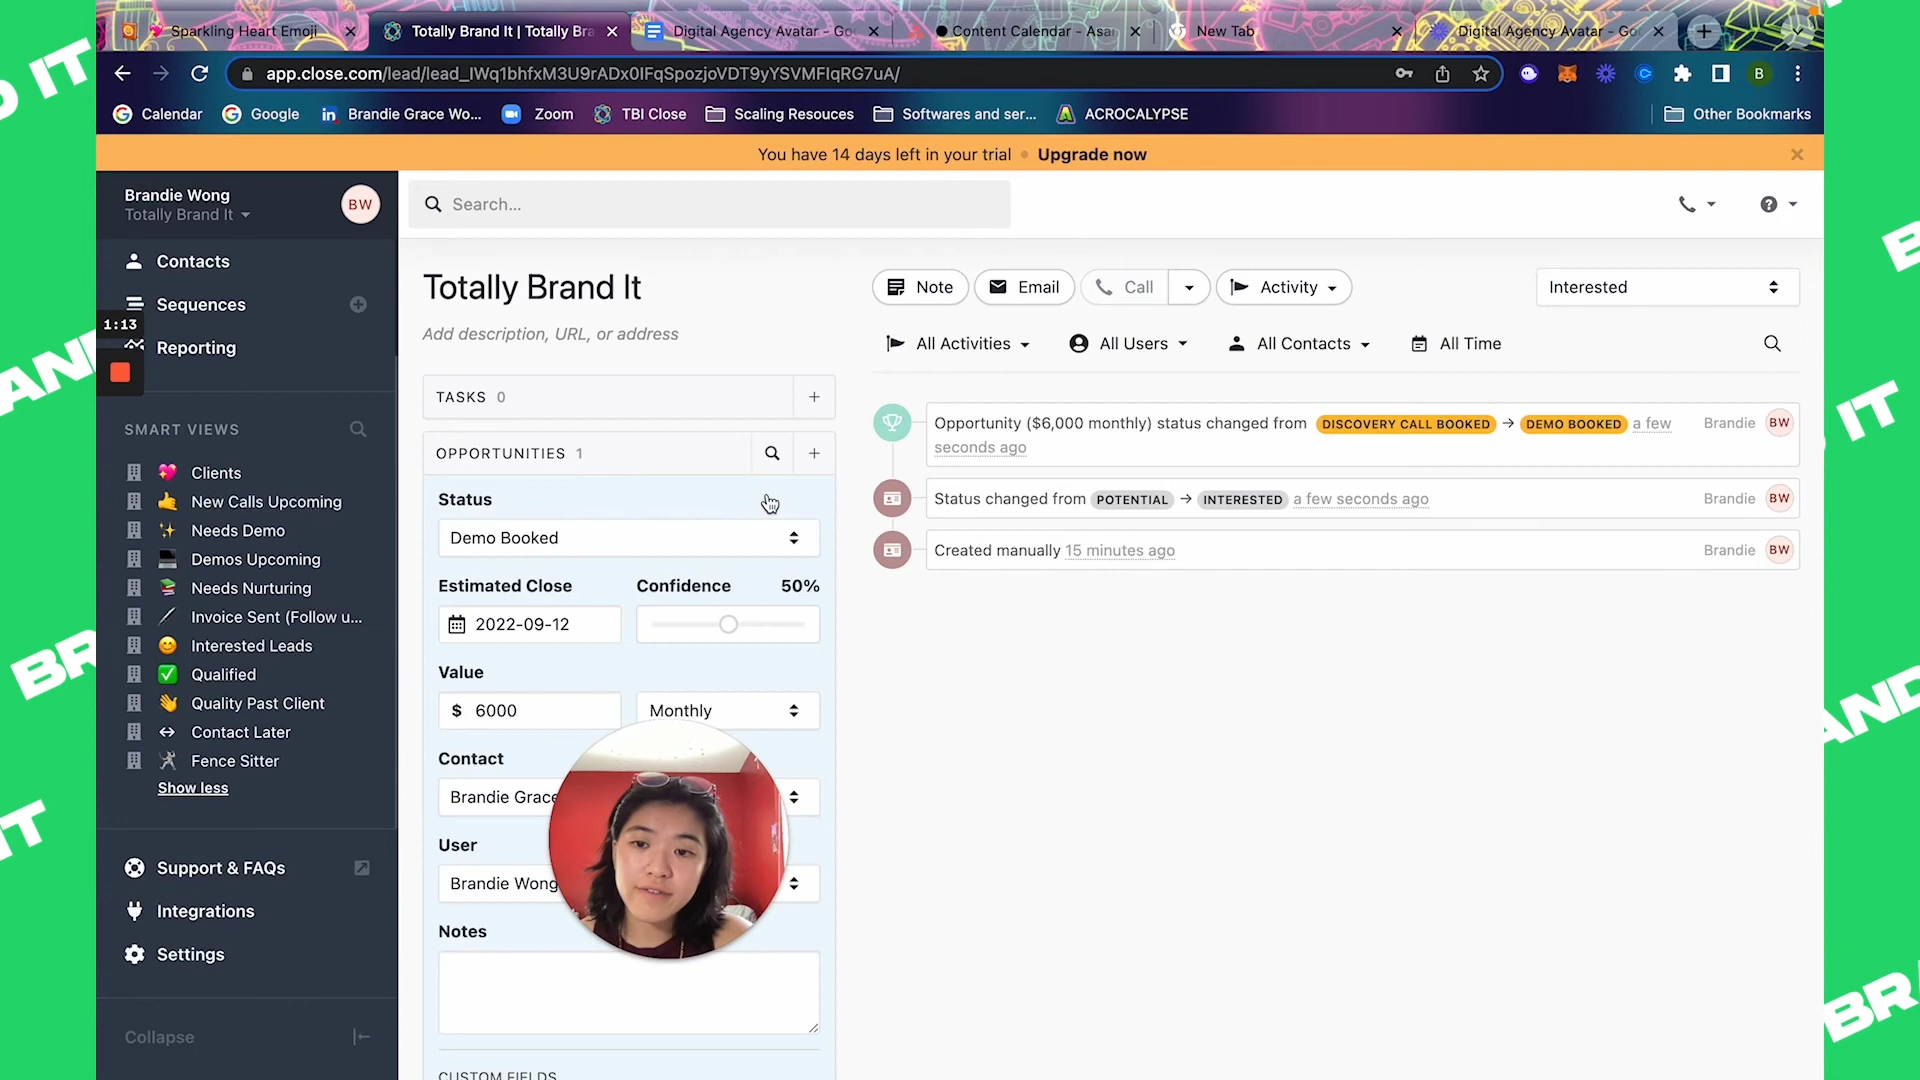 Sparkling Heart Emoji
Totally Brand It | Totally Bra
Digital Agency Avatar - Go
Content Calendar - Asa
New Tab
Digital Agency Avatar - Go
app.close.com/lead/lead_IWq1bhfxM3U9rADx0IFqSpozjoVDT9yYSVMFIqRG7uA/
B
Calendar
Google
in Brandie Grace Wo...
Zoom
TBI Close
Scaling Resouces
Softwares and ser...
ACROCALYPSE
Other Bookmarks
You have 14 days left in your trial • Upgrade now
Brandie Wong
Totally Brand It
BW
Search...
Contacts
Sequences
1:13
Reporting
SMART VIEWS
Clients
New Calls Upcoming
Needs Demo
Demos Upcoming
Needs Nurturing
Invoice Sent (Follow u...
Interested Leads
Qualified
Quality Past Client
Contact Later
Fence Sitter
Show less
Support & FAQs
Integrations
Settings
Collapse
Totally Brand It
Add description, URL, or address
TASKS 0
OPPORTUNITIES 1
Status
Demo Booked
Estimated Close
Confidence 50%
2022-09-12
Value
$ 6000
Monthly
Contact
Brandie Grace
User
Brandie Wong
Notes
CUSTOM FIELDS
Note
Email
Call
Activity
Interested
All Activities
All Users
All Contacts
All Time
Opportunity ($6,000 monthly) status changed from DISCOVERY CALL BOOKED → DEMO BOOKED a few
seconds ago
Brandie BW
Status changed from POTENTIAL → INTERESTED a few seconds ago
Brandie BW
Created manually 15 minutes ago
Brandie BW